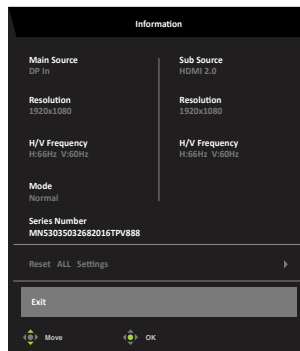 Information
Main Source
DP In
Sub Source
HDMI 2.0
Resolution
1920x1080
Resolution
1920x1080
H/V Frequency
H:66Hz V:60Hz
H/V Frequency
H:66Hz V:60Hz
Mode
Normal
Series Number
MN53035032682016TPV888
Reset ALL Settings
Exit
Move OK